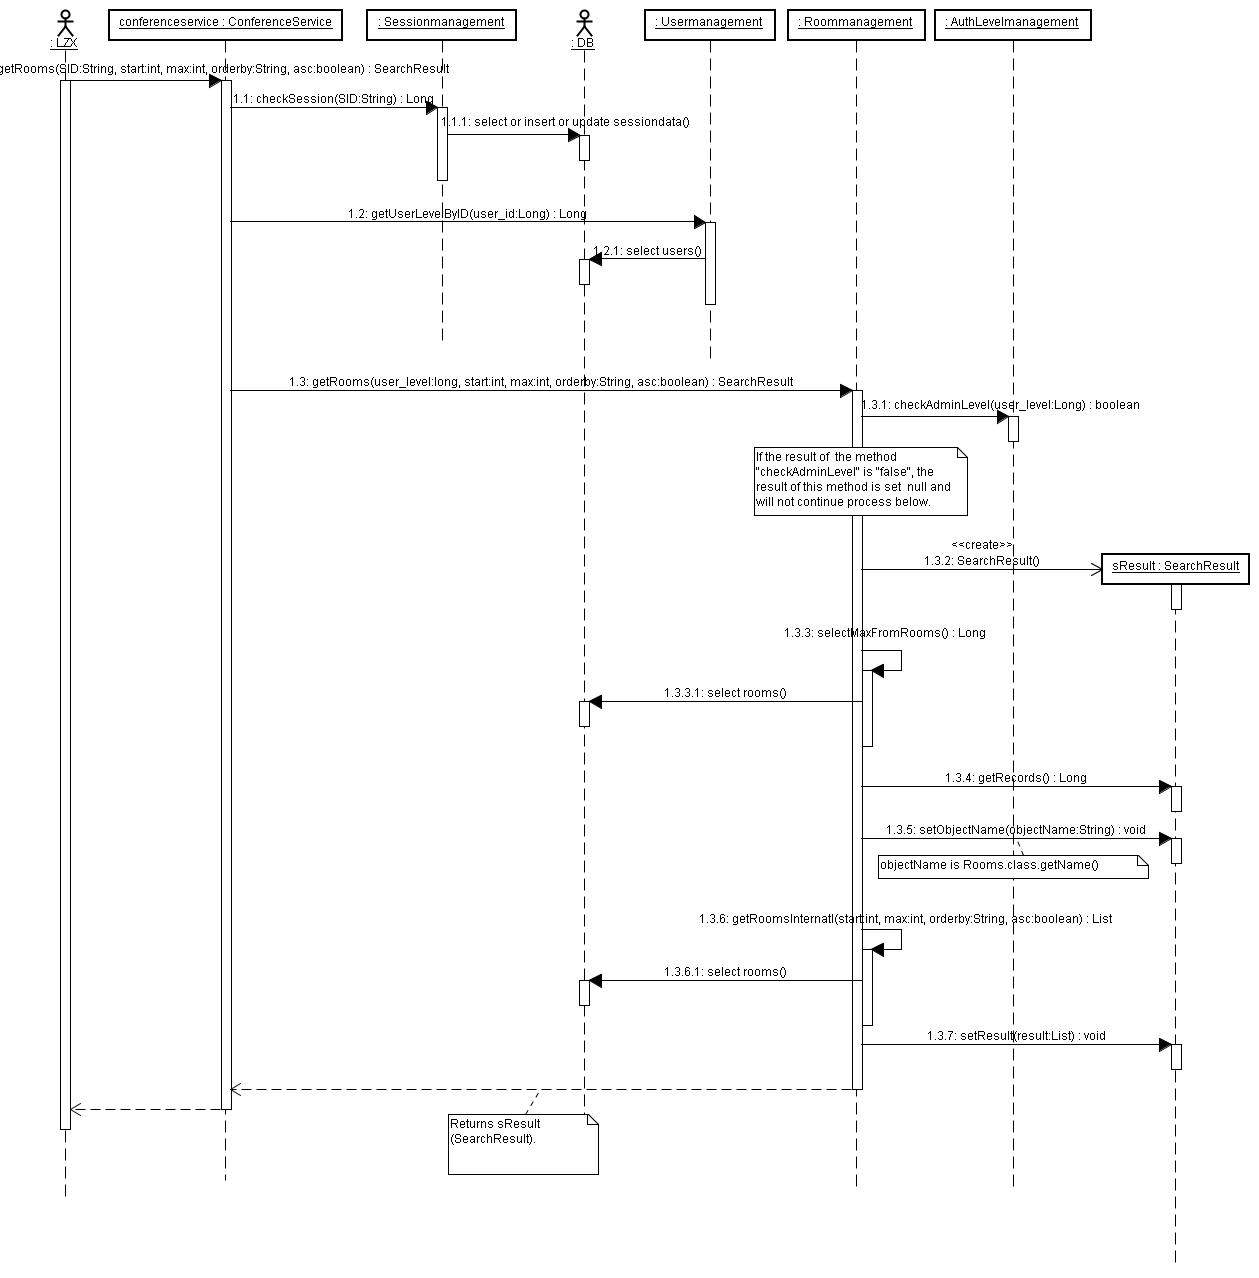 conferenceservice : ConferenceService
: Sessionmanagement
: Usermanagement
: Roommanagement
: AuthLevelmanagement
: LZX
: DB
getRooms(SID:String, start:int, max:int, orderby:String, asc:boolean) : SearchResult
1.1: checkSession(SID:String) : Long
1.1.1: select or insert or update sessiondata()
1.2: getUserLevelByID(user_id:Long) : Long
1.2.1: select users()
1.3: getRooms(user_level:long, start:int, max:int, orderby:String, asc:boolean) : SearchResult
1.3.1: checkAdminLevel(user_level:Long) : boolean
If the result of the method
"checkAdminLevel" is "false", the
result of this method is set null and
will not continue process below.
<<create>>
1.3.2: SearchResult()
sResult : SearchResult
1.3.3: selectMaxFromRooms() : Long
1.3.3.1: select rooms()
1.3.4: getRecords() : Long
1.3.5: setObjectName(objectName:String) : void
objectName is Rooms.class.getName()
1.3.6: getRoomsInternatl(start:int, max:int, orderby:String, asc:boolean) : List
1.3.6.1: select rooms()
1.3.7: setResult(result:List) : void
Returns sResult
(SearchResult).